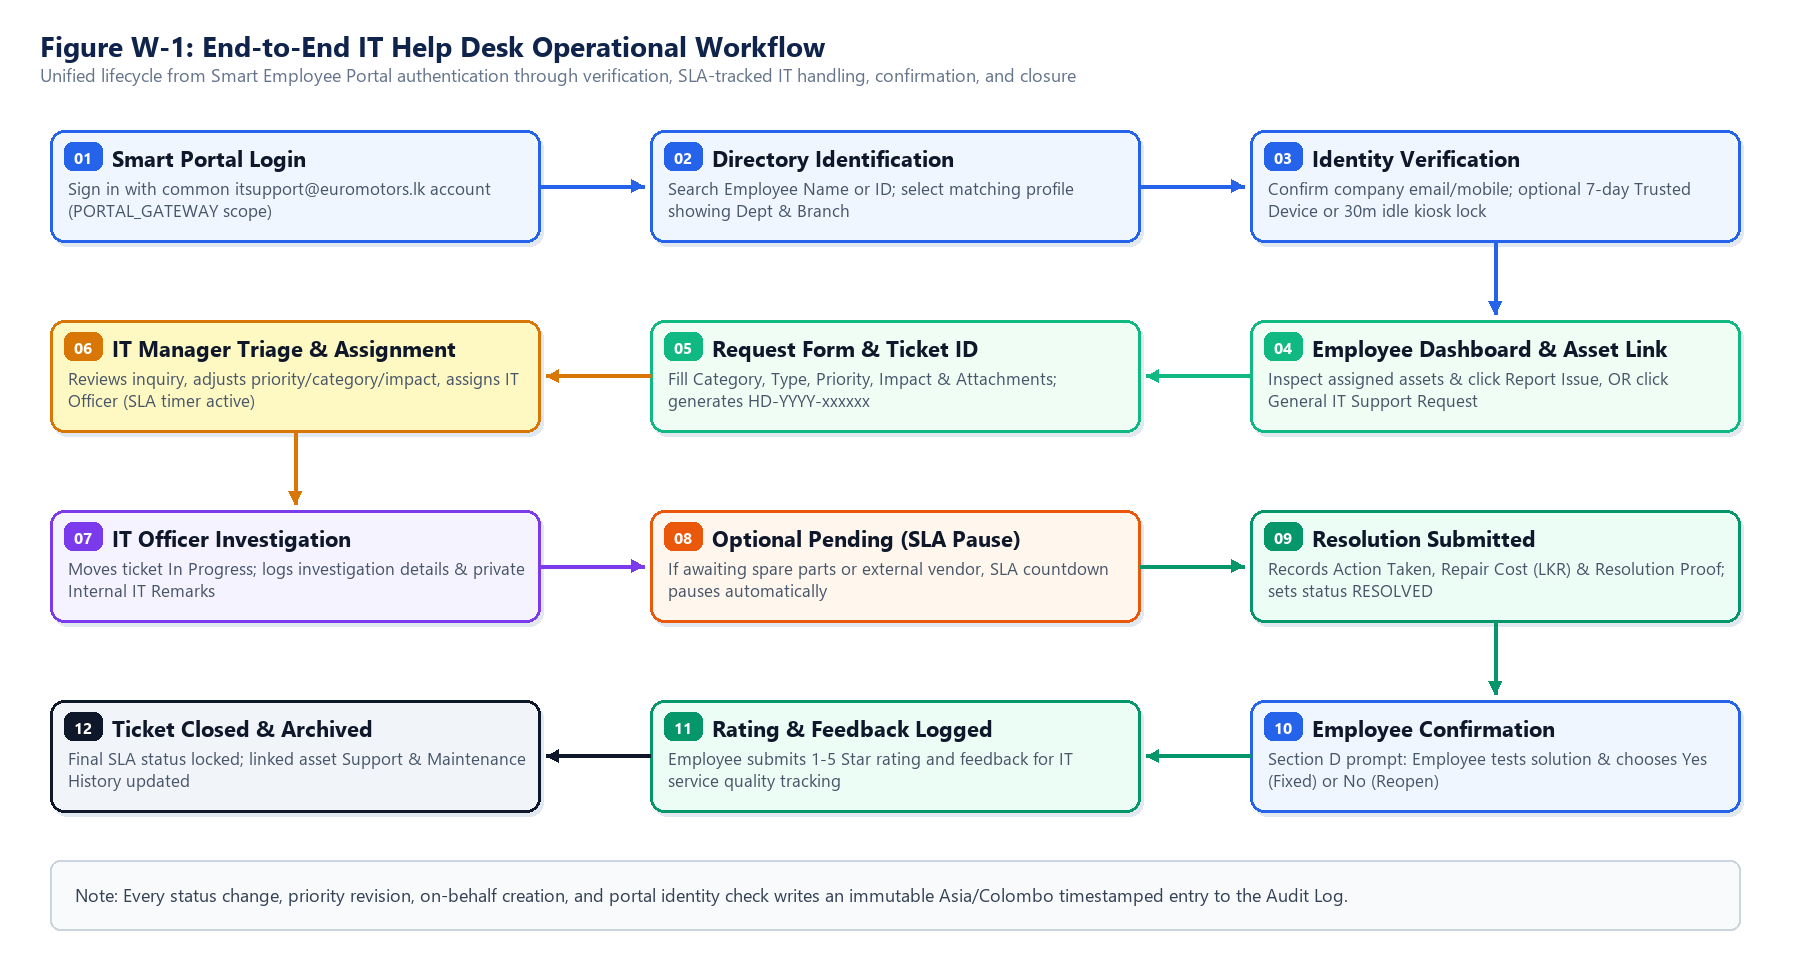 Figure W-1: End-to-End IT Help Desk Operational Workflow
Unified lifecycle from Smart Employee Portal authentication through verification, SLA-tracked IT handling, confirmation, and closure
01 Smart Portal Login
Sign in with common itsupport@euromotors.lk account
(PORTAL_GATEWAY scope)
02 Directory Identification
Search Employee Name or ID; select matching profile
showing Dept & Branch
03 Identity Verification
Confirm company email/mobile; optional 7-day Trusted
Device or 30m idle kiosk lock
04 Employee Dashboard & Asset Link
Inspect assigned assets & click Report Issue, OR click
General IT Support Request
05 Request Form & Ticket ID
Fill Category, Type, Priority, Impact & Attachments;
generates HD-YYYY-xxxxxx
06 IT Manager Triage & Assignment
Reviews inquiry, adjusts priority/category/impact, assigns IT
Officer (SLA timer active)
07 IT Officer Investigation
Moves ticket In Progress; logs investigation details & private
Internal IT Remarks
08 Optional Pending (SLA Pause)
If awaiting spare parts or external vendor, SLA countdown
pauses automatically
09 Resolution Submitted
Records Action Taken, Repair Cost (LKR) & Resolution Proof;
sets status RESOLVED
10 Employee Confirmation
Section D prompt: Employee tests solution & chooses Yes
(Fixed) or No (Reopen)
11 Rating & Feedback Logged
Employee submits 1-5 Star rating and feedback for IT
service quality tracking
12 Ticket Closed & Archived
Final SLA status locked; linked asset Support & Maintenance
History updated
Note: Every status change, priority revision, on-behalf creation, and portal identity check writes an immutable Asia/Colombo timestamped entry to the Audit Log.